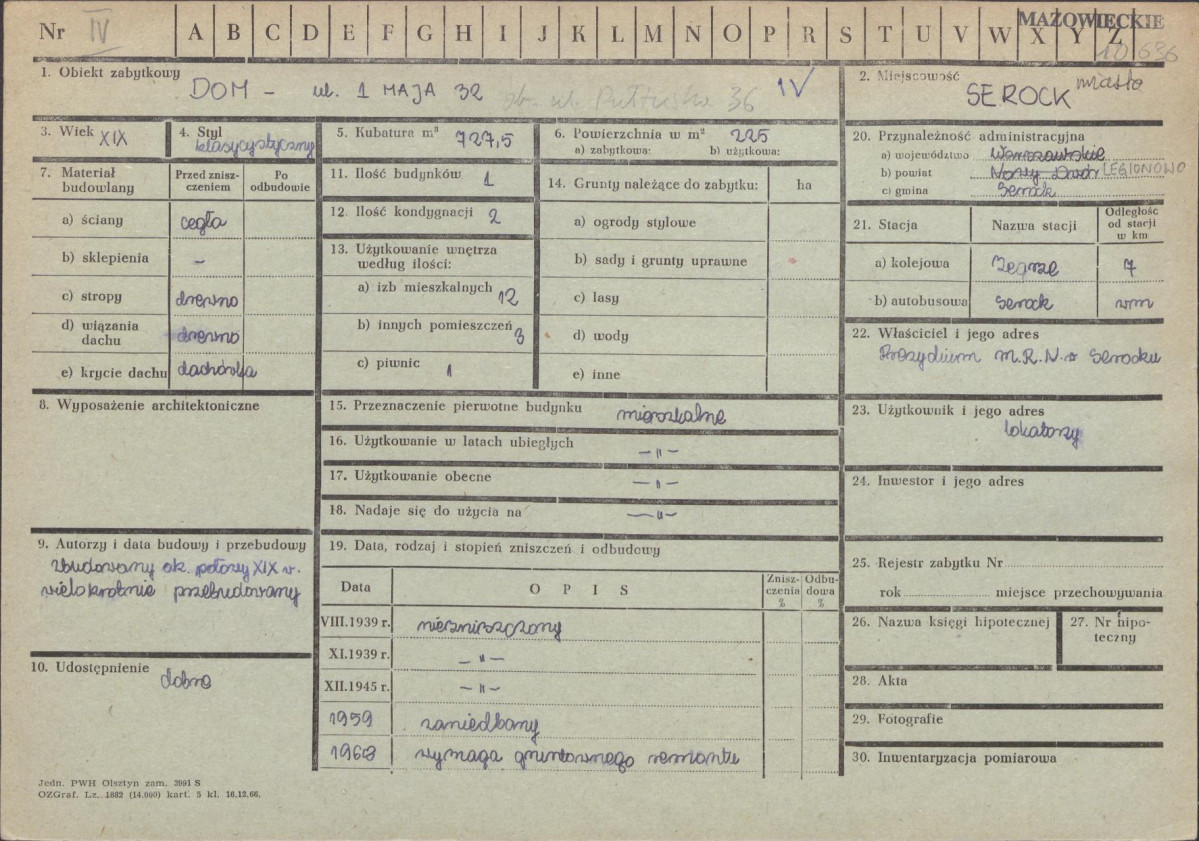 Nr IV A B C D E F G H I J K L M N O P R S T U V W X Y Z MAZOWIECKIE
10636
1. Obiekt zabytkowy
DOM – ul. 1 MAJA 32 ob. ul. Pułtuska 36 IV
2. Miejscowość
SEROCK miasto
3. Wiek XIX
4. Styl klasycystyczny
5. Kubatura m³ 727,5
6. Powierzchnia w m² 225
a) zabytkowa: b) użytkowa:
7. Materiał budowlany
Przed zniszczeniem
Po odbudowie
a) ściany cegła
b) sklepienia –
c) stropy drewno
d) wiązania dachu drewno
e) krycie dachu dachówka
8. Wyposażenie architektoniczne
9. Autorzy i data budowy i przebudowy
zbudowany ok. połowy XIX w.
wielokrotnie przebudowany
10. Udostępnienie dobre
11. Ilość budynków 1
12. Ilość kondygnacji 2
13. Użytkowanie wnętrza
według ilości:
a) izb mieszkalnych 12
b) innych pomieszczeń 3
c) piwnic 1
14. Grunty należące do zabytku: ha
a) ogrody stylowe
b) sady i grunty uprawne
c) lasy
d) wody
e) inne
15. Przeznaczenie pierwotne budynku mieszkalne
16. Użytkowanie w latach ubiegłych –"–
17. Użytkowanie obecne –"–
18. Nadaje się do użycia na –"–
19. Data, rodzaj i stopień zniszczeń i odbudowy
Data OPIS Zniszczenia % Odbudowa %
VIII.1939 r. niezniszczony
XI.1939 r. –"–
XII.1945 r. –"–
1959 zaniedbany
1968 wymaga gruntownego remontu
20. Przynależność administracyjna
a) województwo Warszawskie
b) powiat Nowy Dwór LEGIONOWO
c) gmina Serock
21. Stacja Nazwa stacji Odległość od stacji w km
a) kolejowa Zegrze 7
b) autobusowa Serock wm
22. Właściciel i jego adres
Prezydium M.R.N. w Serocku
23. Użytkownik i jego adres
lokatorzy
24. Inwestor i jego adres
25. Rejestr zabytku Nr
rok miejsce przechowywania
26. Nazwa księgi hipotecznej
27. Nr hipoteczny
28. Akta
29. Fotografie
30. Inwentaryzacja pomiarowa
Jedn. PWH Olsztyn zam. 3991 S
OZGraf. Lz. 1882 (14.000) kart. 5 kl. 16.12.66.